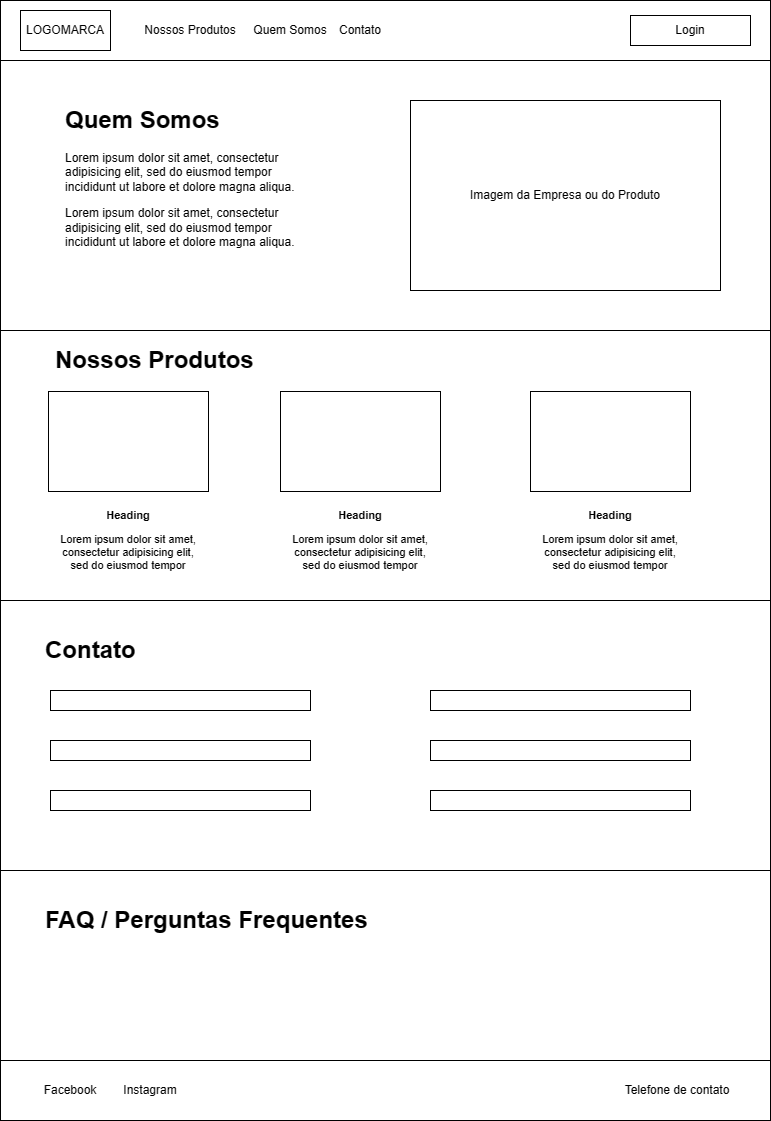 LOGOMARCA
Nossos Produtos
Quem Somos
Contato
Login
Quem Somos
Lorem ipsum dolor sit amet, consectetur
adipisicing elit, sed do eiusmod tempor
incididunt ut labore et dolore magna aliqua.
Lorem ipsum dolor sit amet, consectetur
adipisicing elit, sed do eiusmod tempor
incididunt ut labore et dolore magna aliqua.
Imagem da Empresa ou do Produto
Nossos Produtos
Heading
Lorem ipsum dolor sit amet,
consectetur adipisicing elit,
sed do eiusmod tempor
Heading
Lorem ipsum dolor sit amet,
consectetur adipisicing elit,
sed do eiusmod tempor
Heading
Lorem ipsum dolor sit amet,
consectetur adipisicing elit,
sed do eiusmod tempor
Contato
FAQ / Perguntas Frequentes
Facebook
Instagram
Telefone de contato